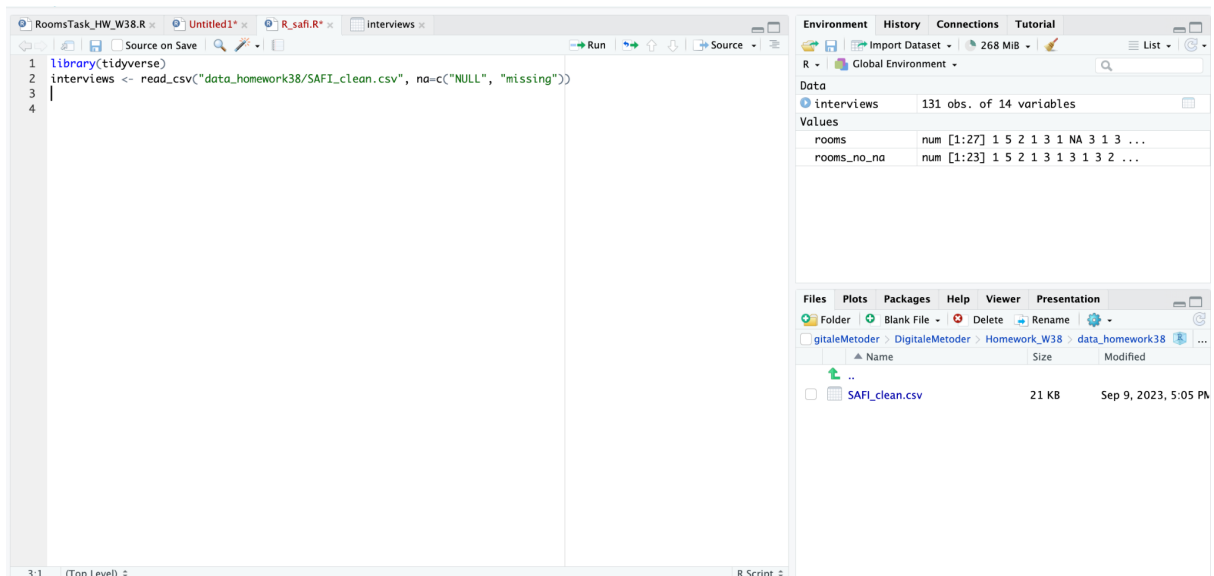 RoomsTask_HW_W38.R × Untitled1* × R_safi.R* × interviews ×
Source on Save Run Source
1 library(tidyverse)
2 interviews <- read_csv("data_homework38/SAFI_clean.csv", na=c("NULL", "missing"))
3
4
3:1 (Top Level) R Script
Environment History Connections Tutorial
Import Dataset 268 MiB List
R Global Environment
Data
interviews 131 obs. of 14 variables
Values
rooms num [1:27] 1 5 2 1 3 1 NA 3 1 3 ...
rooms_no_na num [1:23] 1 5 2 1 3 1 3 1 3 2 ...
Files Plots Packages Help Viewer Presentation
Folder Blank File Delete Rename
gitaleMetoder > DigitaleMetoder > Homework_W38 > data_homework38 ...
Name Size Modified
..
SAFI_clean.csv 21 KB Sep 9, 2023, 5:05 PM